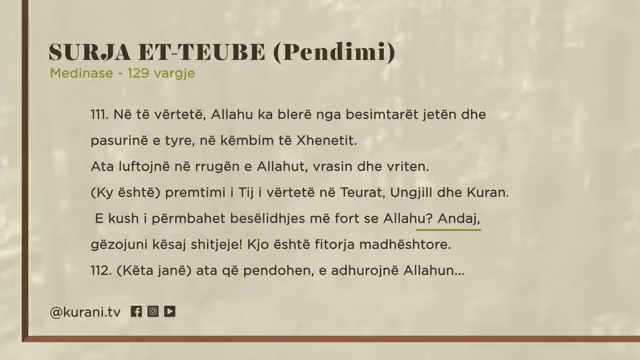 SURJA ET-TEUBE (Pendimi)
Medinase - 129 vargje
111. Në të vërtetë, Allahu ka blerë nga besimtarët jetën dhe
pasurinë e tyre, në këmbim të Xhenetit.
Ata luftojnë në rrugën e Allahut, vrasin dhe vriten.
(Ky është) premtimi i Tij i vërtetë në Teurat, Ungjill dhe Kuran.
E kush i përmbahet besëlidhjes më fort se Allahu? Andaj,
gëzojuni kësaj shitjeje! Kjo është fitorja madhështore.
112. (Këta janë) ata që pendohen, e adhurojnë Allahun...
@kurani.tv